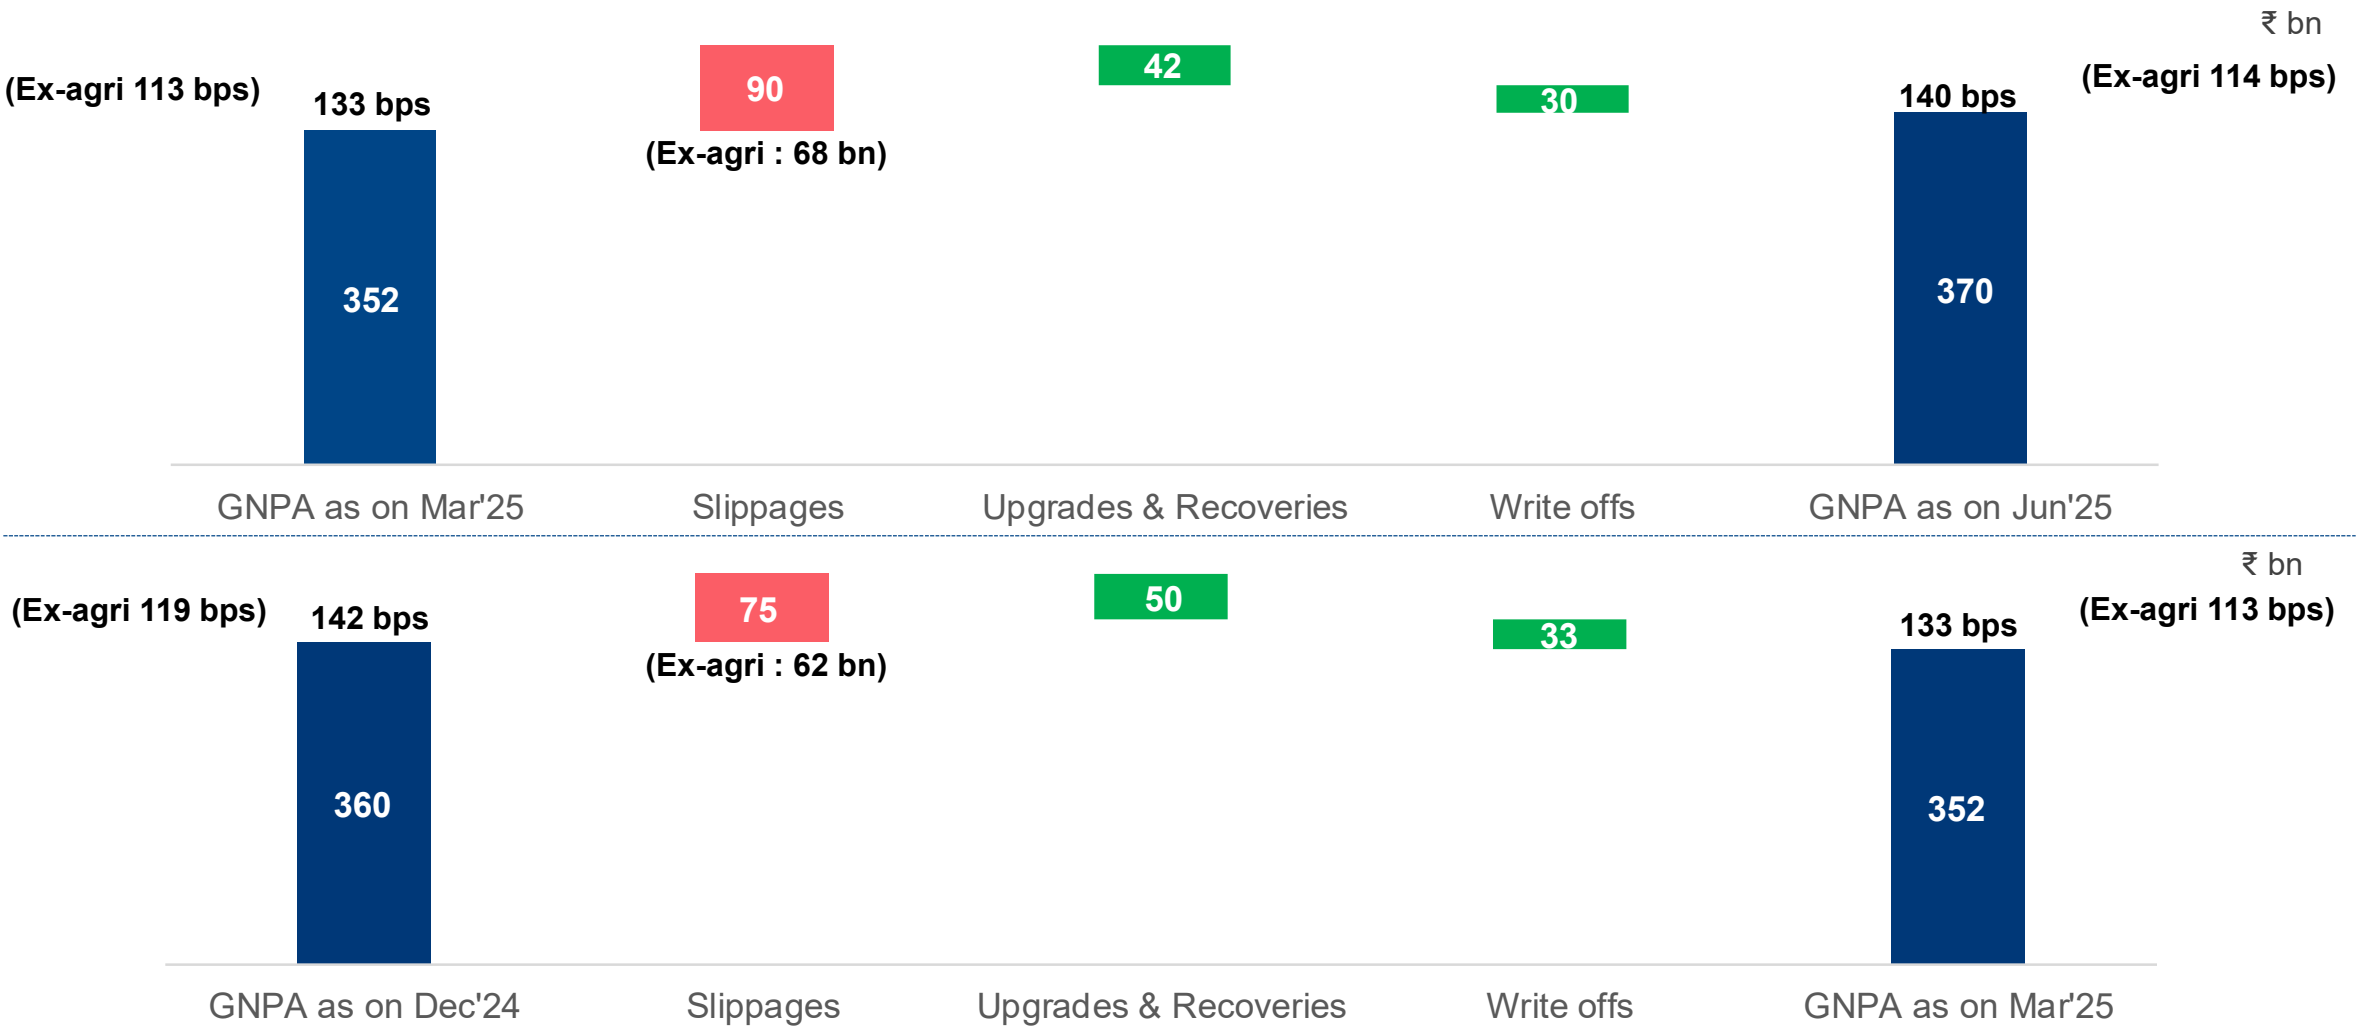 ₹ bn
(Ex-agri 113 bps)
133 bps
90
(Ex-agri : 68 bn)
42
30
140 bps
(Ex-agri 114 bps)
352
370
GNPA as on Mar'25
Slippages
Upgrades & Recoveries
Write offs
GNPA as on Jun'25
₹ bn
(Ex-agri 119 bps)
142 bps
75
(Ex-agri : 62 bn)
50
33
133 bps
(Ex-agri 113 bps)
360
352
GNPA as on Dec'24
Slippages
Upgrades & Recoveries
Write offs
GNPA as on Mar'25